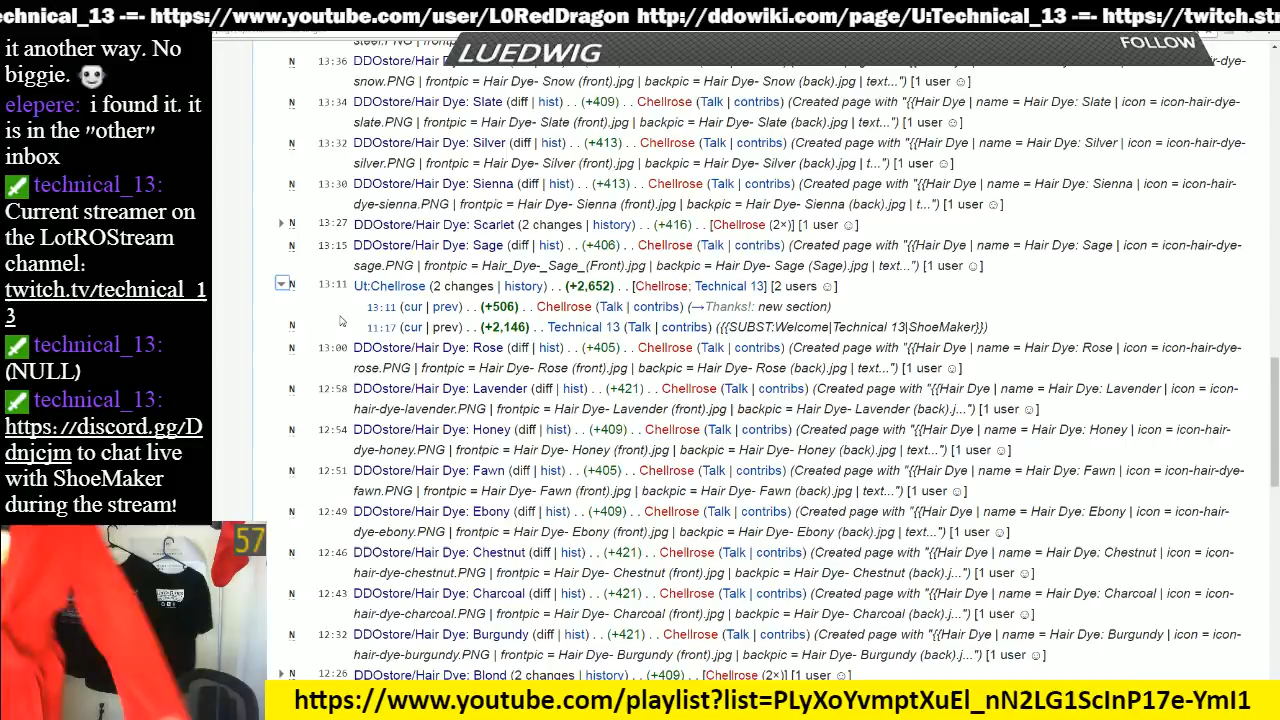 echnical_13 -=- https://www.youtube.com/user/L0RedDragon http://ddowiki.com/page/U:Technical_13 -=- https://twitch.st
LUEDWIG
FOLLOW
it another way. No
biggie.
elepere: i found it. it
is in the "other"
inbox
technical_13:
Current streamer on
the LotROStream
channel:
twitch.tv/technical_1
3
technical_13:
(NULL)
technical_13:
https://discord.gg/D
dnjcjm to chat live
with ShoeMaker
during the stream!
57
N 13:36 DDOstore/Hair Dye:
snow.PNG | frontpic = Hair Dye- Snow (front).jpg | backpic = Hair Dye- Snow (back).jpg | text...") [1 user ☺]
N 13:34 DDOstore/Hair Dye: Slate (diff | hist) . . (+409) . . Chellrose (Talk | contribs) (Created page with "{{Hair Dye | name = Hair Dye: Slate | icon = icon-hair-dye-
slate.PNG | frontpic = Hair Dye- Slate (front).jpg | backpic = Hair Dye- Slate (back).jpg | text...") [1 user ☺]
N 13:32 DDOstore/Hair Dye: Silver (diff | hist) . . (+413) . . Chellrose (Talk | contribs) (Created page with "{{Hair Dye | name = Hair Dye: Silver | icon = icon-hair-dye-
silver.PNG | frontpic = Hair Dye- Silver (front).jpg | backpic = Hair Dye- Silver (back).jpg | t...") [1 user ☺]
N 13:30 DDOstore/Hair Dye: Sienna (diff | hist) . . (+413) . . Chellrose (Talk | contribs) (Created page with "{{Hair Dye | name = Hair Dye: Sienna | icon = icon-hair-
dye-sienna.PNG | frontpic = Hair Dye- Sienna (front).jpg | backpic = Hair Dye- Sienna (back).jpg | t...") [1 user ☺]
N 13:27 DDOstore/Hair Dye: Scarlet (2 changes | history) . . (+416) . . [Chellrose (2×)] [1 user ☺]
N 13:15 DDOstore/Hair Dye: Sage (diff | hist) . . (+406) . . Chellrose (Talk | contribs) (Created page with "{{Hair Dye | name = Hair Dye: Sage | icon = icon-hair-dye-
sage.PNG | frontpic = Hair_Dye-_Sage_(Front).jpg | backpic = Hair Dye- Sage (Sage).jpg | text...") [1 user ☺]
N 13:11 Ut:Chellrose (2 changes | history) . . (+2,652) . . [Chellrose; Technical 13] [2 users ☺]
13:11 (cur | prev) . . (+506) . . Chellrose (Talk | contribs) (→Thanks!: new section)
N 11:17 (cur | prev) . . (+2,146) . . Technical 13 (Talk | contribs) ({{SUBST:Welcome|Technical 13|ShoeMaker}})
N 13:00 DDOstore/Hair Dye: Rose (diff | hist) . . (+405) . . Chellrose (Talk | contribs) (Created page with "{{Hair Dye | name = Hair Dye: Rose | icon = icon-hair-dye-
rose.PNG | frontpic = Hair Dye- Rose (front).jpg | backpic = Hair Dye- Rose (back).jpg | text...") [1 user ☺]
N 12:58 DDOstore/Hair Dye: Lavender (diff | hist) . . (+421) . . Chellrose (Talk | contribs) (Created page with "{{Hair Dye | name = Hair Dye: Lavender | icon = icon-
hair-dye-lavender.PNG | frontpic = Hair Dye- Lavender (front).jpg | backpic = Hair Dye- Lavender (back).j...") [1 user ☺]
N 12:54 DDOstore/Hair Dye: Honey (diff | hist) . . (+409) . . Chellrose (Talk | contribs) (Created page with "{{Hair Dye | name = Hair Dye: Honey | icon = icon-hair-
dye-honey.PNG | frontpic = Hair Dye- Honey (front).jpg | backpic = Hair Dye- Honey (back).jpg | text...") [1 user ☺]
N 12:51 DDOstore/Hair Dye: Fawn (diff | hist) . . (+405) . . Chellrose (Talk | contribs) (Created page with "{{Hair Dye | name = Hair Dye: Fawn | icon = icon-hair-dye-
fawn.PNG | frontpic = Hair Dye- Fawn (front).jpg | backpic = Hair Dye- Fawn (back).jpg | text...") [1 user ☺]
N 12:49 DDOstore/Hair Dye: Ebony (diff | hist) . . (+409) . . Chellrose (Talk | contribs) (Created page with "{{Hair Dye | name = Hair Dye: Ebony | icon = icon-hair-
dye-ebony.PNG | frontpic = Hair Dye- Ebony (front).jpg | backpic = Hair Dye- Ebony (back).jpg | text...") [1 user ☺]
N 12:46 DDOstore/Hair Dye: Chestnut (diff | hist) . . (+421) . . Chellrose (Talk | contribs) (Created page with "{{Hair Dye | name = Hair Dye: Chestnut | icon = icon-
hair-dye-chestnut.PNG | frontpic = Hair Dye- Chestnut (front).jpg | backpic = Hair Dye- Chestnut (back).j...") [1 user ☺]
N 12:43 DDOstore/Hair Dye: Charcoal (diff | hist) . . (+421) . . Chellrose (Talk | contribs) (Created page with "{{Hair Dye | name = Hair Dye: Charcoal | icon = icon-
hair-dye-charcoal.PNG | frontpic = Hair Dye- Charcoal (front).jpg | backpic = Hair Dye- Charcoal (back).j...") [1 user ☺]
N 12:32 DDOstore/Hair Dye: Burgundy (diff | hist) . . (+421) . . Chellrose (Talk | contribs) (Created page with "{{Hair Dye | name = Hair Dye: Burgundy | icon = icon-
hair-dye-burgundy.PNG | frontpic = Hair Dye- Burgundy (front).jpg | backpic = Hair Dye- Burgundy (back).j...") [1 user ☺]
N 12:26 DDOstore/Hair Dye: Blond (2 changes | history) . . (+409) . . [Chellrose (2×)] [1 user ☺]
https://www.youtube.com/playlist?list=PLyXoYvmptXuEl_nN2LG1ScInP17e-YmI1